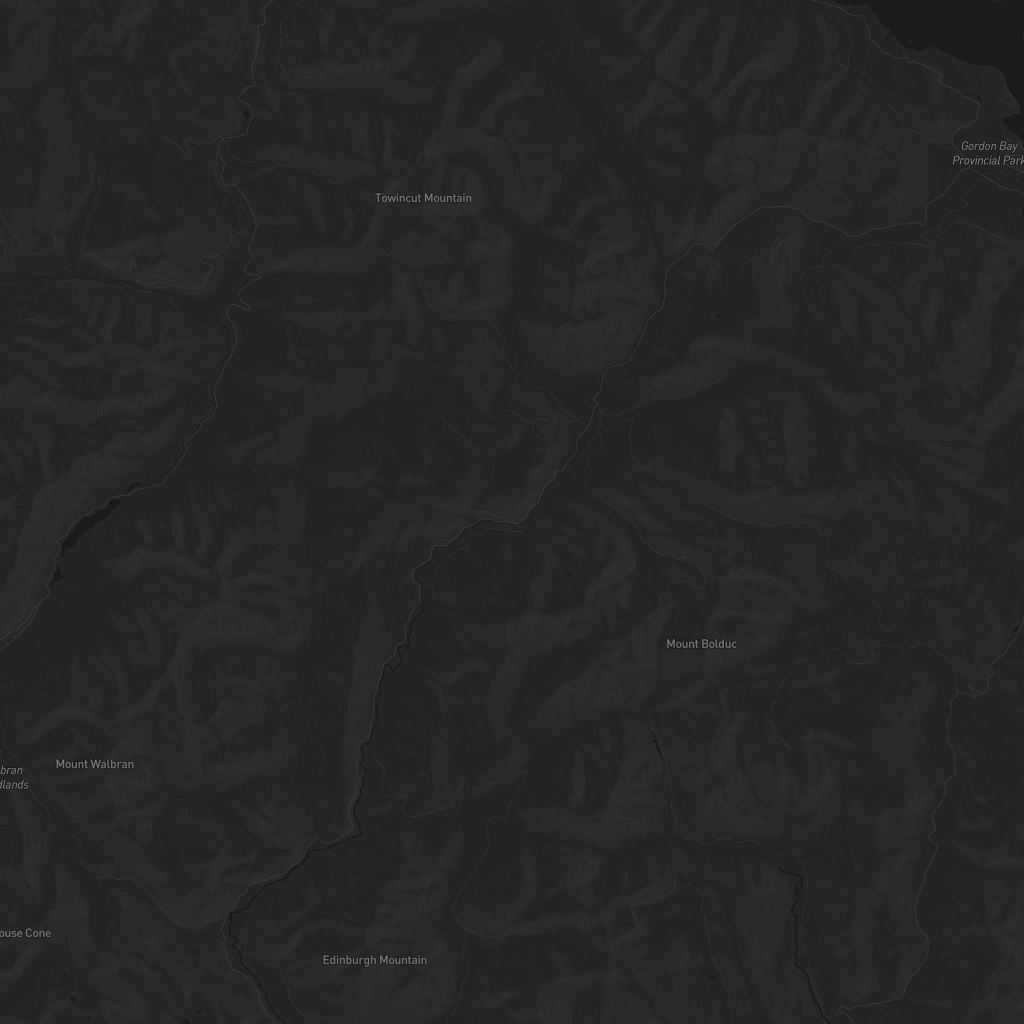 Gordon Bay
Provincial Park
Towincut Mountain
Mount Bolduc
Mount Walbran
Edinburgh Mountain